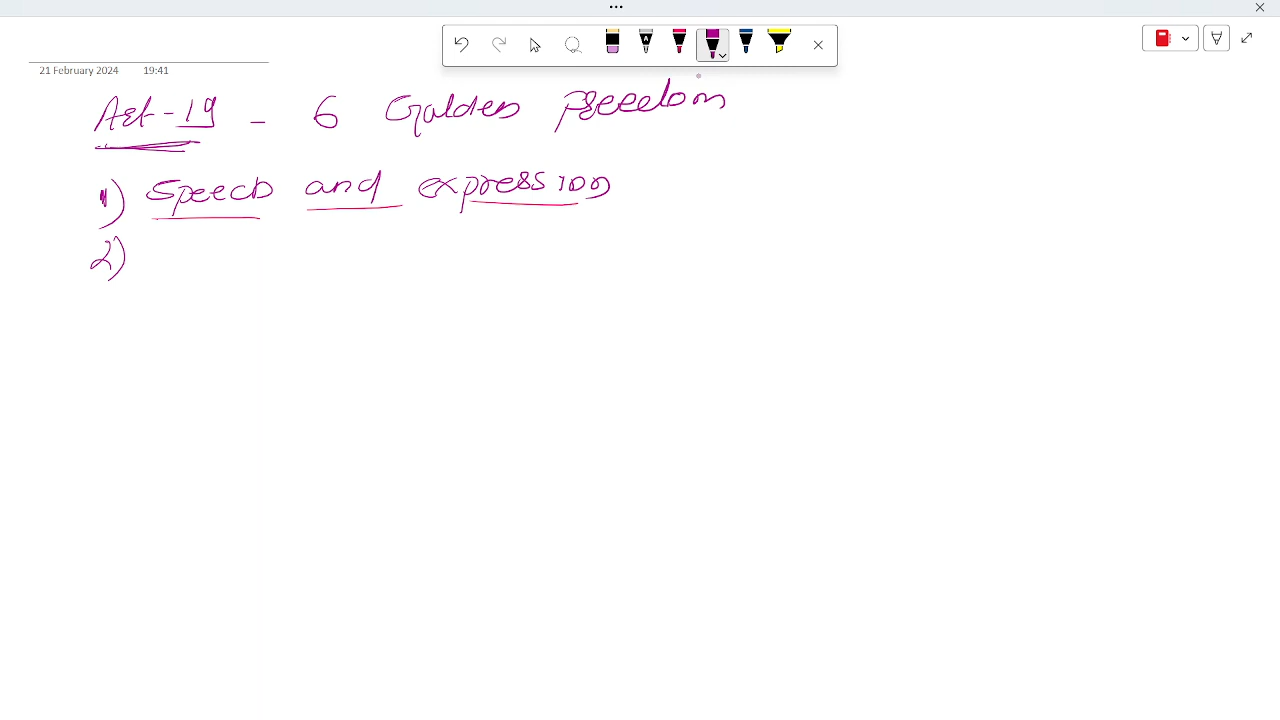 21 February 2024 19:41
Art-19 - 6 Golden Freedom
1) Speech and expression
2)